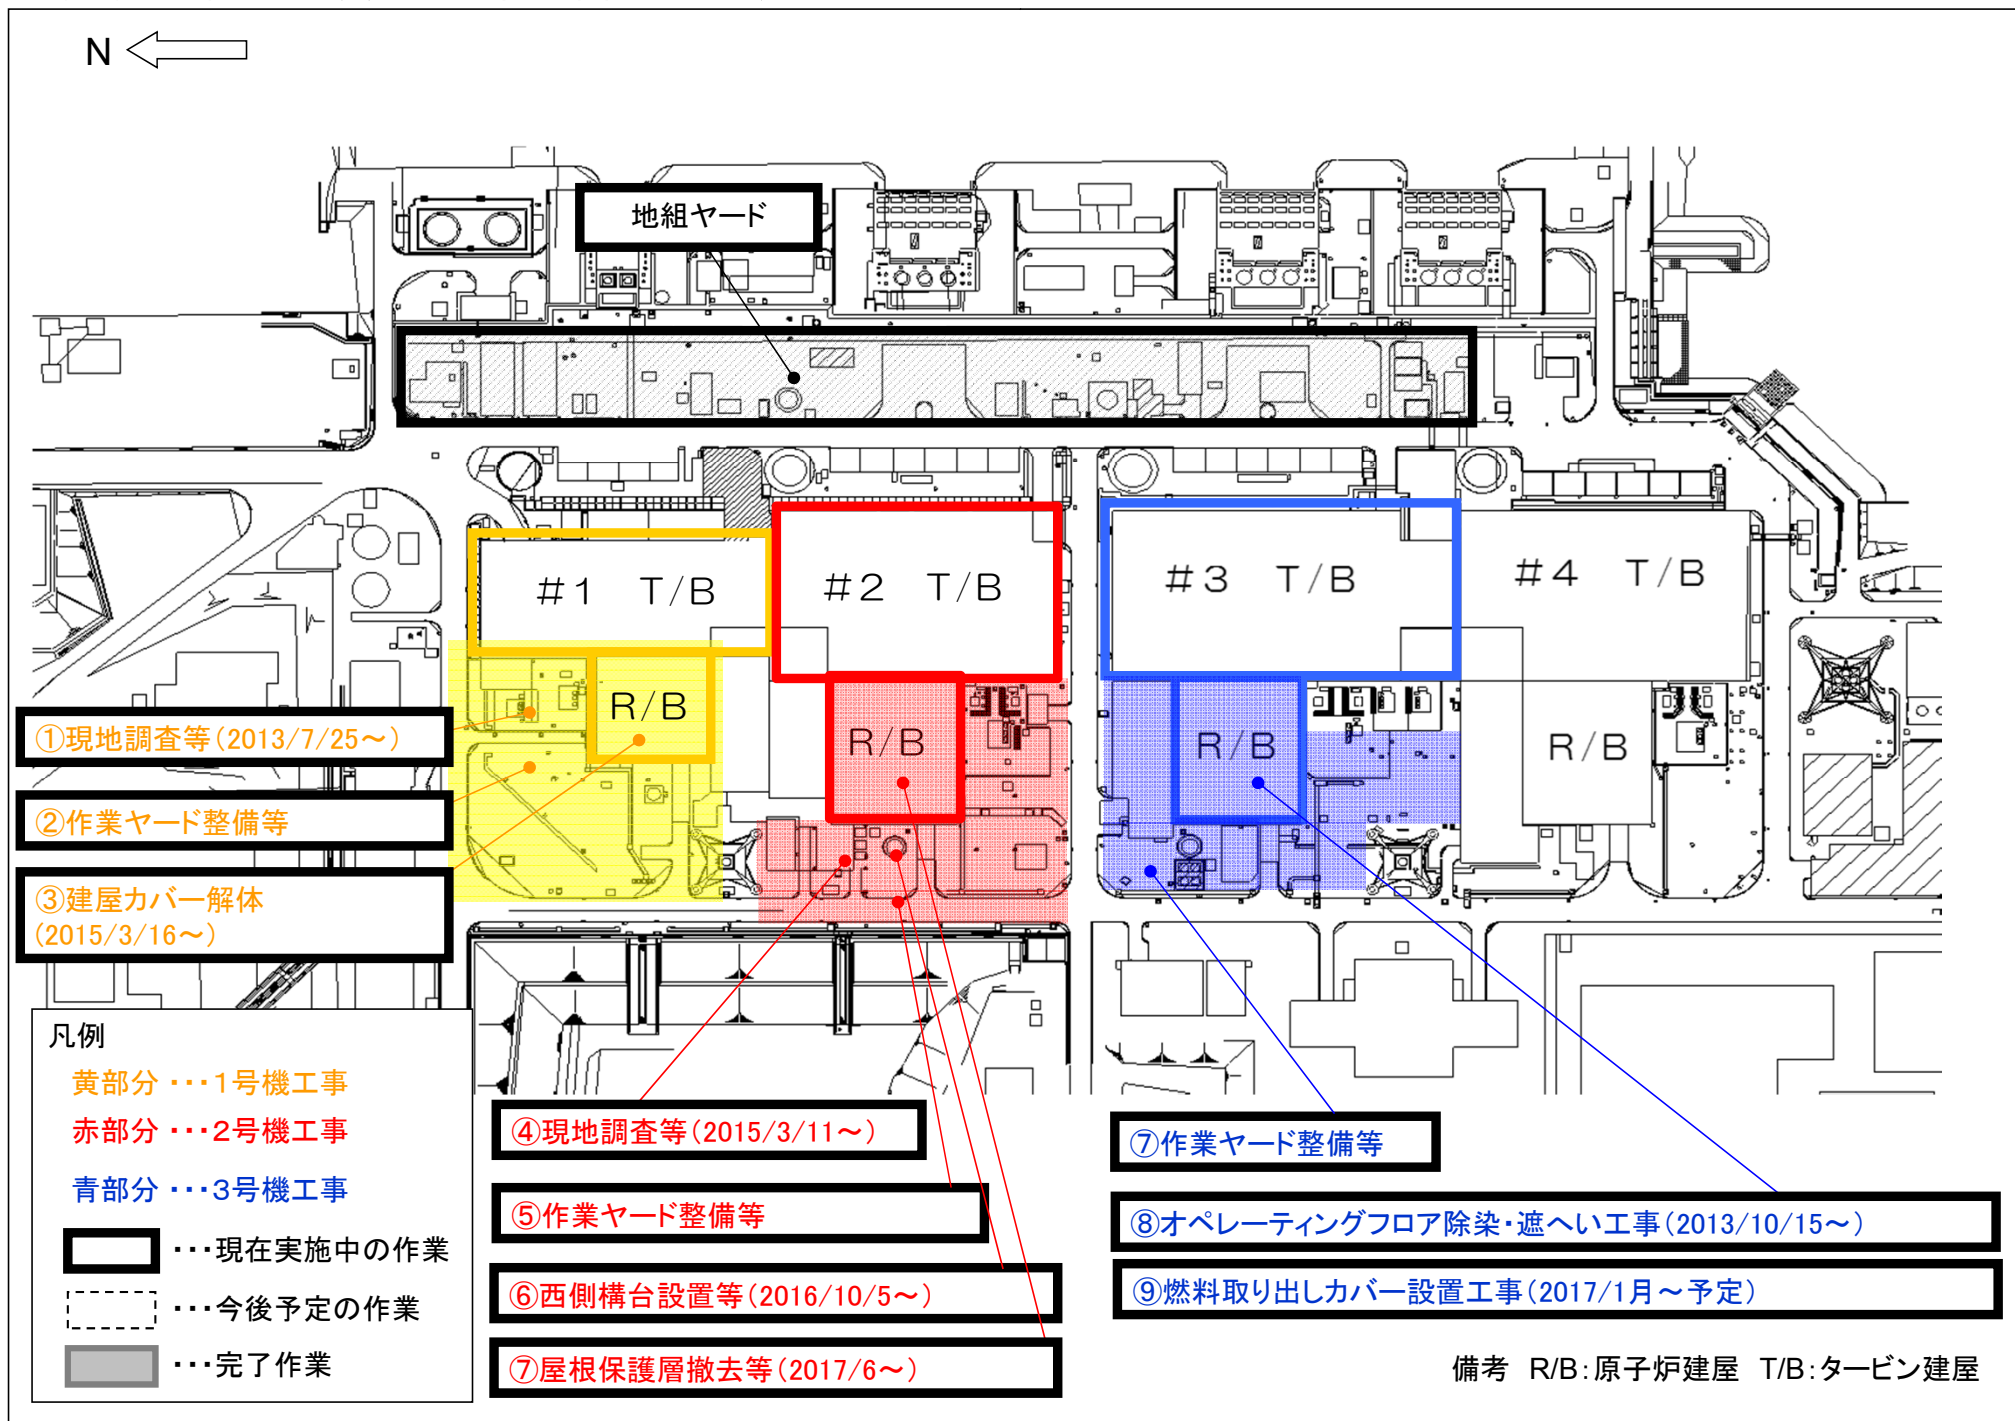 N
地組ヤード
#1 T/B
#2 T/B
#3 T/B
#4 T/B
R/B
R/B
R/B
R/B
①現地調査等(2013/7/25～)
②作業ヤード整備等
③建屋カバー解体
(2015/3/16～)
凡例
黄部分 ･･･1号機工事
赤部分 ･･･2号機工事
青部分 ･･･3号機工事
･･･現在実施中の作業
･･･今後予定の作業
･･･完了作業
④現地調査等(2015/3/11～)
⑤作業ヤード整備等
⑥西側構台設置等(2016/10/5～)
⑦屋根保護層撤去等(2017/6～)
⑦作業ヤード整備等
⑧オペレーティングフロア除染・遮へい工事(2013/10/15～)
⑨燃料取り出しカバー設置工事(2017/1月～予定)
備考 R/B:原子炉建屋 T/B:タービン建屋